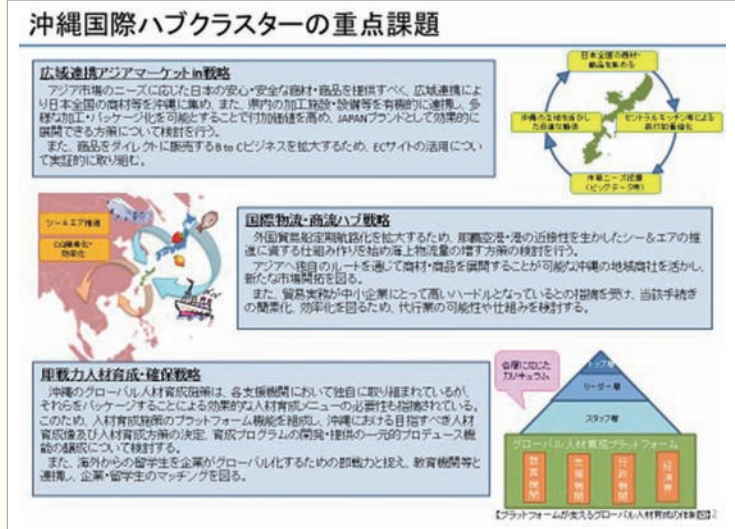 沖縄国際ハブクラスターの重点課題
広域連携アジアマーケットin戦略
アジア市場のニーズに応じた日本の安心・安全な商材・商品を提供すべく、広域連携によ
り日本全国の商材等を沖縄に集め、また、県内の加工施設・設備等を有機的に連携し、多
様な加工・パッケージ化を可能とすることで付加価値を高め、JAPANブランドとして効果的に
展開できる方策について検討を行う。
また、商品をダイレクトに販売するB to Cビジネスを拡大するため、ECサイトの活用につい
て実証的に取り組む。
日本全国の商材・
商品を集める
セントラルキッチン等による
高付加価値化
市場ニーズ把握
(ビッグデータ等)
沖縄の立地を活かし
た迅速な輸送
シー&エア推進
CIQ簡素化・
効率化
国際物流・商流ハブ戦略
外国貿易船定期航路化を拡大するため、那覇空港・港の近接性を生かしたシー&エアの推
進に資する仕組み作りを始め海上物流量の増す方策の検討を行う。
アジアへ独自のルートを通じて商材・商品を展開することが可能な沖縄の地域商社を活かし、
新たな市場開拓を図る。
また、貿易実務が中小企業にとって高いハードルとなっているとの指摘を受け、当該手続き
の簡素化、効率化を図るため、代行業の可能性や仕組みを検討する。
即戦力人材育成・確保戦略
沖縄のグローバル人材育成施策は、各支援機関において独自に取り組まれているが、
それらをパッケージすることによる効果的な人材育成メニューの必要性も指摘されている。
このため、人材育成施策のプラットフォーム機能を組成し、沖縄における目指すべき人材
育成像及び人材育成方策の決定、育成プログラムの開発・提供の一元的プロデュース機
能の醸成について検討する。
また、海外からの留学生を企業がグローバル化するための即戦力と捉え、教育機関等と
連携し、企業・留学生のマッチングを図る。
各層に応じた
カリキュラム
トップ層
リーダー層
スタッフ層
グローバル人材育成プラットフォーム
教育機関
支援機関
行政機関
経済界
【プラットフォームが支えるグローバル人材育成の体制図】